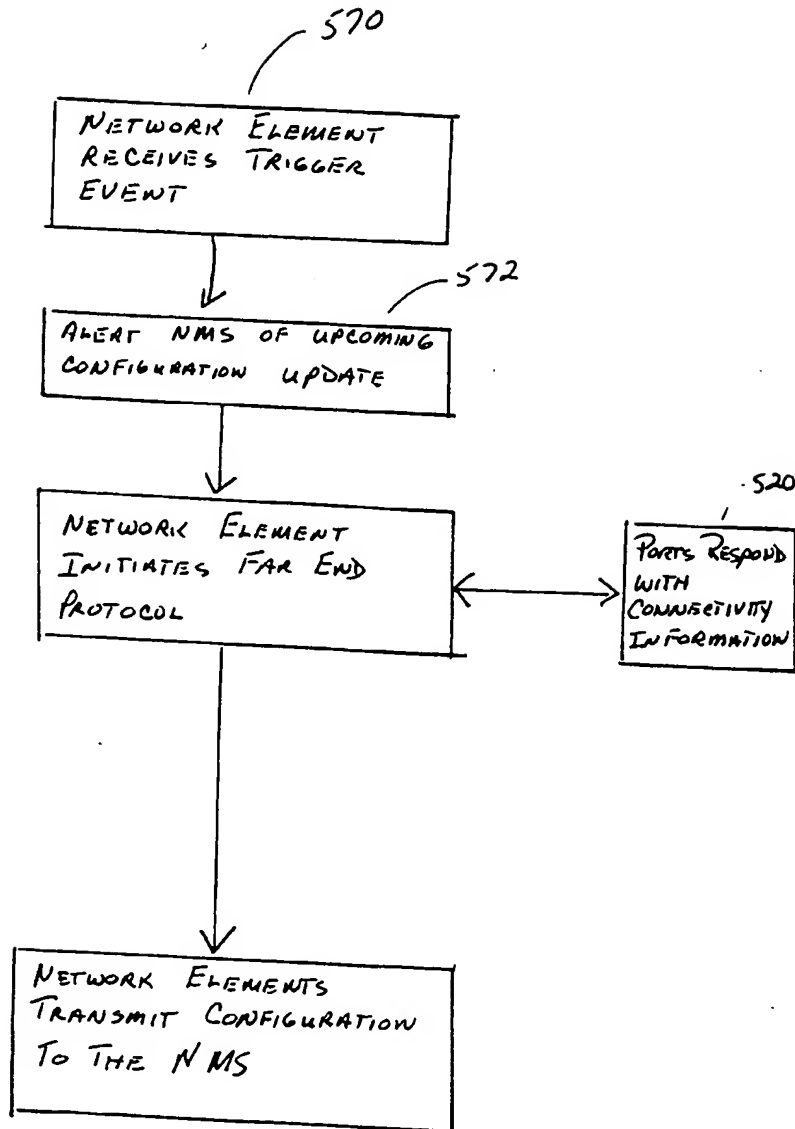 570
NETWORK ELEMENT
RECEIVES TRIGGER
EVENT
572
ALERT NMS OF UPCOMING
CONFIGURATION UPDATE
NETWORK ELEMENT
INITIATES FAR END
PROTOCOL
520
PORTS RESPOND
WITH
CONNECTIVITY
INFORMATION
NETWORK ELEMENTS
TRANSMIT CONFIGURATION
TO THE NMS